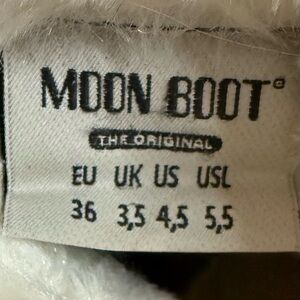 MOON BOOT®
THE ORIGINAL
EU UK US USL
36 3,5 4,5 5,5